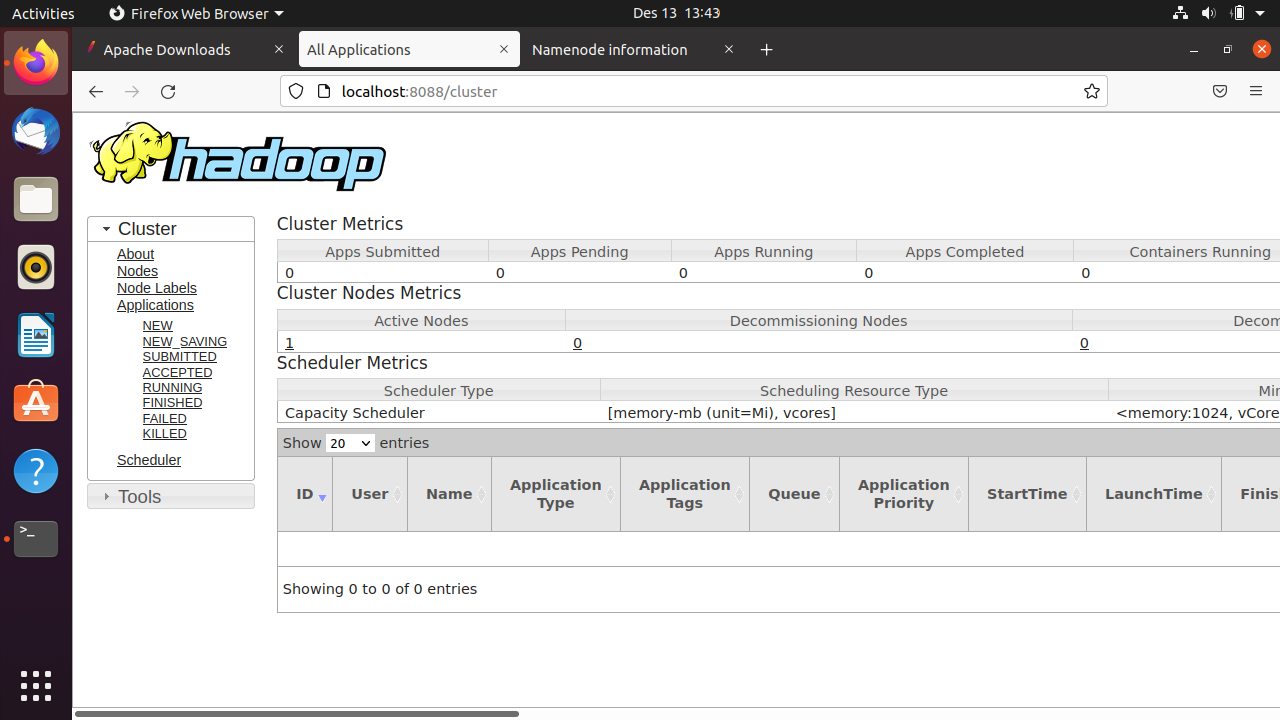 Activities
Firefox Web Browser
Des 13 13:43
Apache Downloads
All Applications
Namenode information
localhost:8088/cluster
hadoop
Cluster
About
Nodes
Node Labels
Applications
NEW
NEW_SAVING
SUBMITTED
ACCEPTED
RUNNING
FINISHED
FAILED
KILLED
Scheduler
Tools
Cluster Metrics
Apps Submitted Apps Pending Apps Running Apps Completed Containers Running
0 0 0 0 0
Cluster Nodes Metrics
Active Nodes Decommissioning Nodes Decom
1 0 0
Scheduler Metrics
Scheduler Type Scheduling Resource Type Min
Capacity Scheduler [memory-mb (unit=Mi), vcores] <memory:1024, vCore
Show 20 entries
ID User Name Application Type Application Tags Queue Application Priority StartTime LaunchTime Finis
Showing 0 to 0 of 0 entries